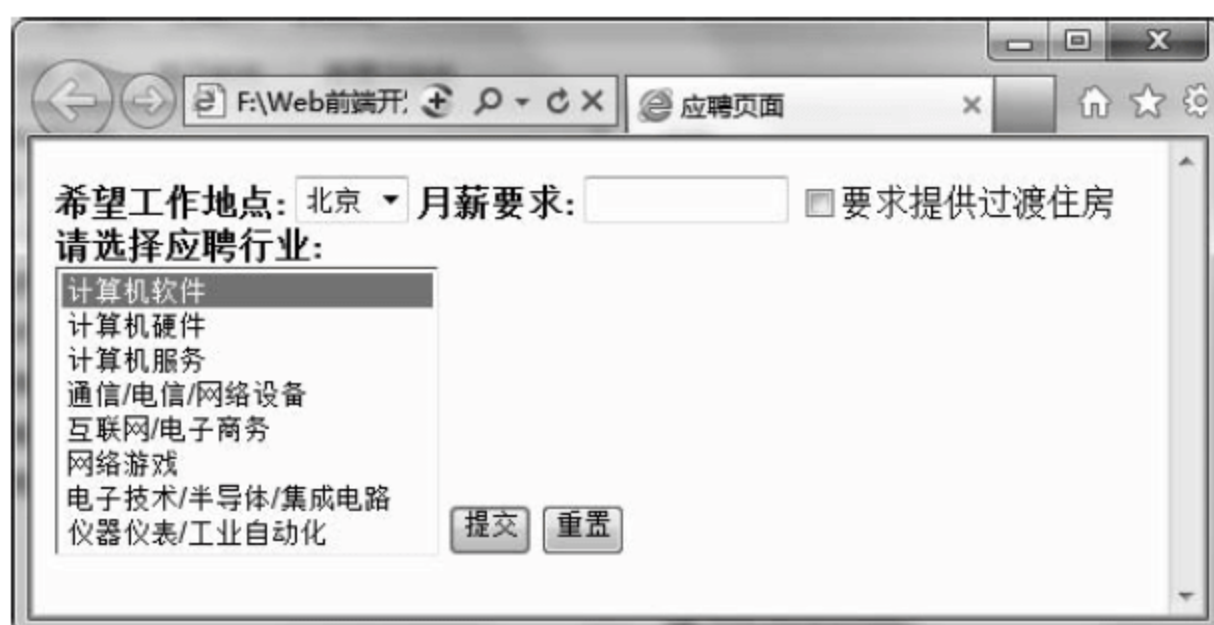 F:\Web前端开
应聘页面
希望工作地点: 北京 月薪要求: 要求提供过渡住房
请选择应聘行业:
计算机软件
计算机硬件
计算机服务
通信/电信/网络设备
互联网/电子商务
网络游戏
电子技术/半导体/集成电路
仪器仪表/工业自动化
提交 重置